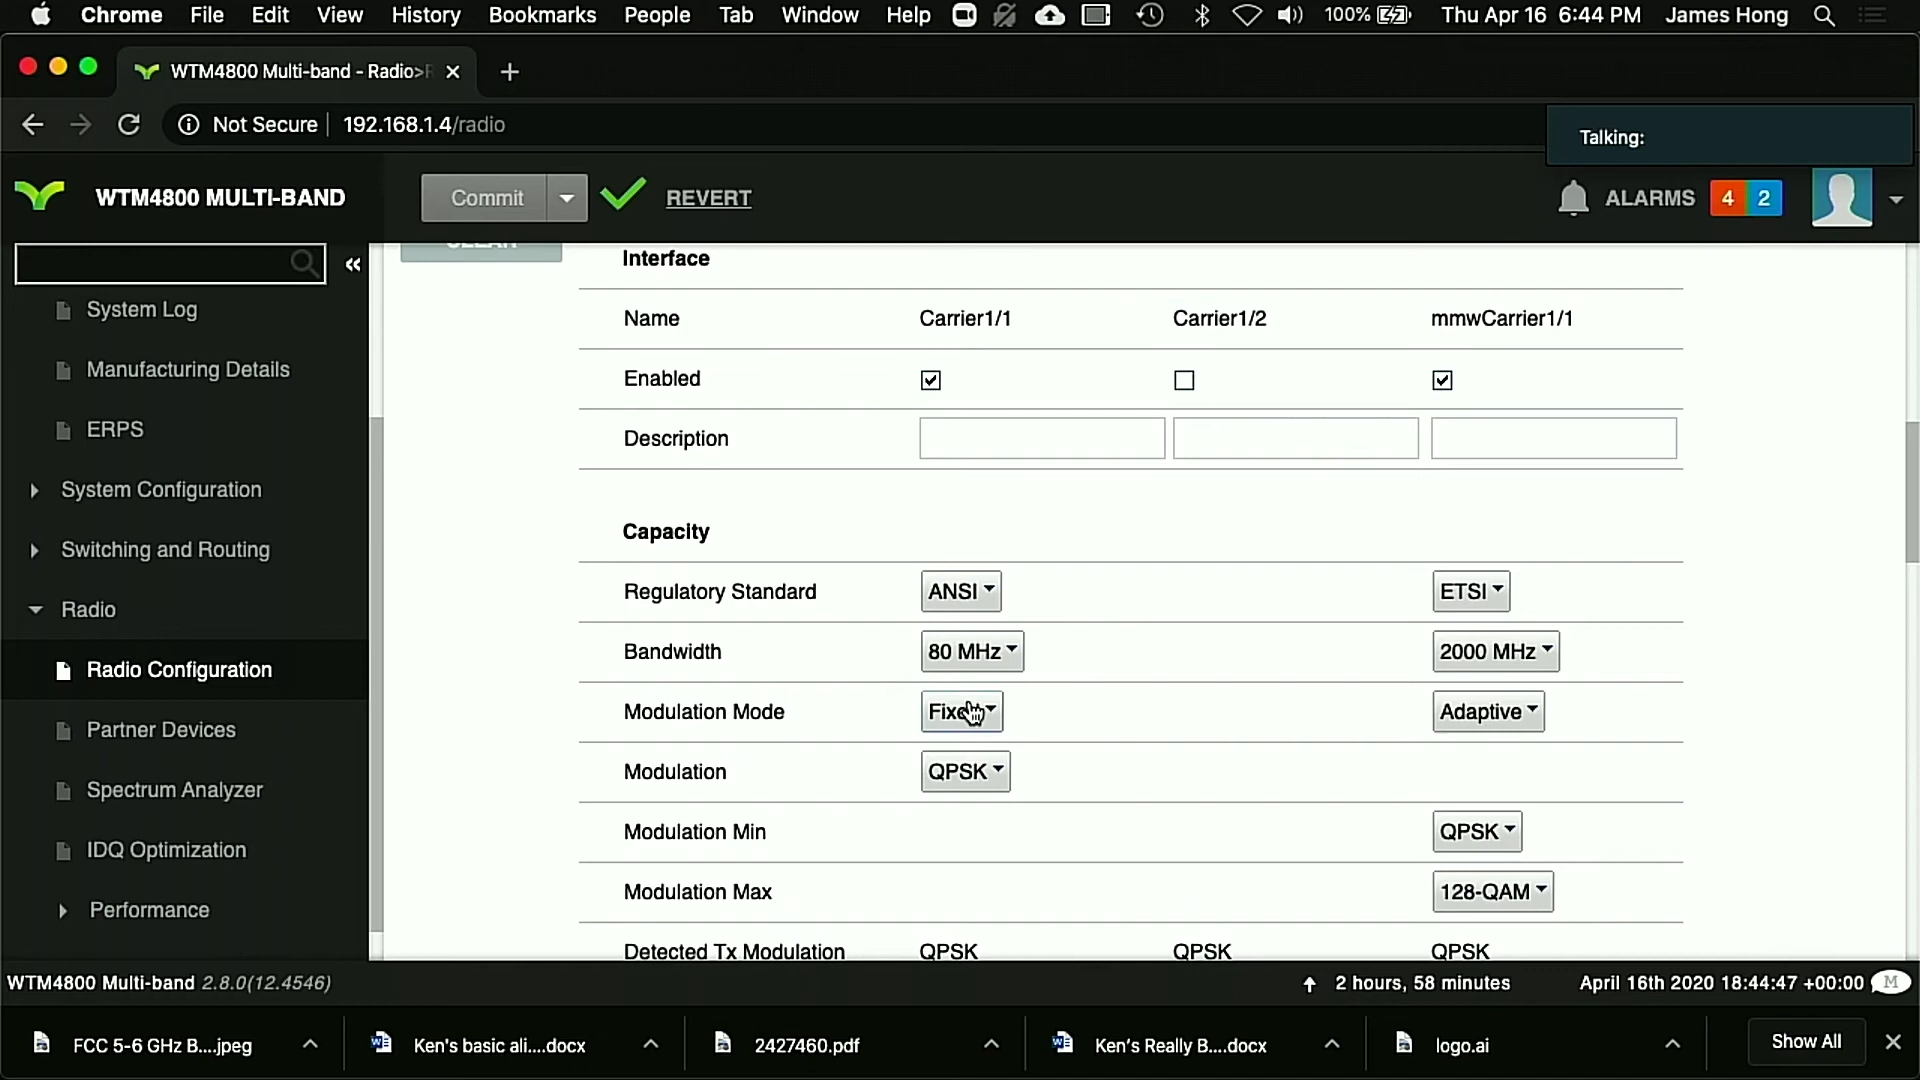 Chrome File Edit View History Bookmarks People Tab Window Help 100% Thu Apr 16 6:44 PM James Hong
WTM4800 Multi-band - Radio>
Not Secure 192.168.1.4/radio
Talking:
WTM4800 MULTI-BAND Commit REVERT ALARMS 4 2
CLEAR
Interface
System Log
Name Carrier1/1 Carrier1/2 mmwCarrier1/1
Manufacturing Details
Enabled
ERPS
Description
System Configuration
Capacity
Switching and Routing
Regulatory Standard ANSI ETSI
Radio
Bandwidth 80 MHz 2000 MHz
Radio Configuration
Modulation Mode Adaptive
Partner Devices
Modulation QPSK
Spectrum Analyzer
Modulation Min QPSK
IDQ Optimization
Modulation Max 128-QAM
Performance
Detected Tx Modulation QPSK QPSK QPSK
WTM4800 Multi-band 2.8.0(12.4546) 2 hours, 58 minutes April 16th 2020 18:44:47 +00:00 M
FCC 5-6 GHz B....jpeg Ken's basic ali....docx 2427460.pdf Ken's Really B....docx logo.ai Show All